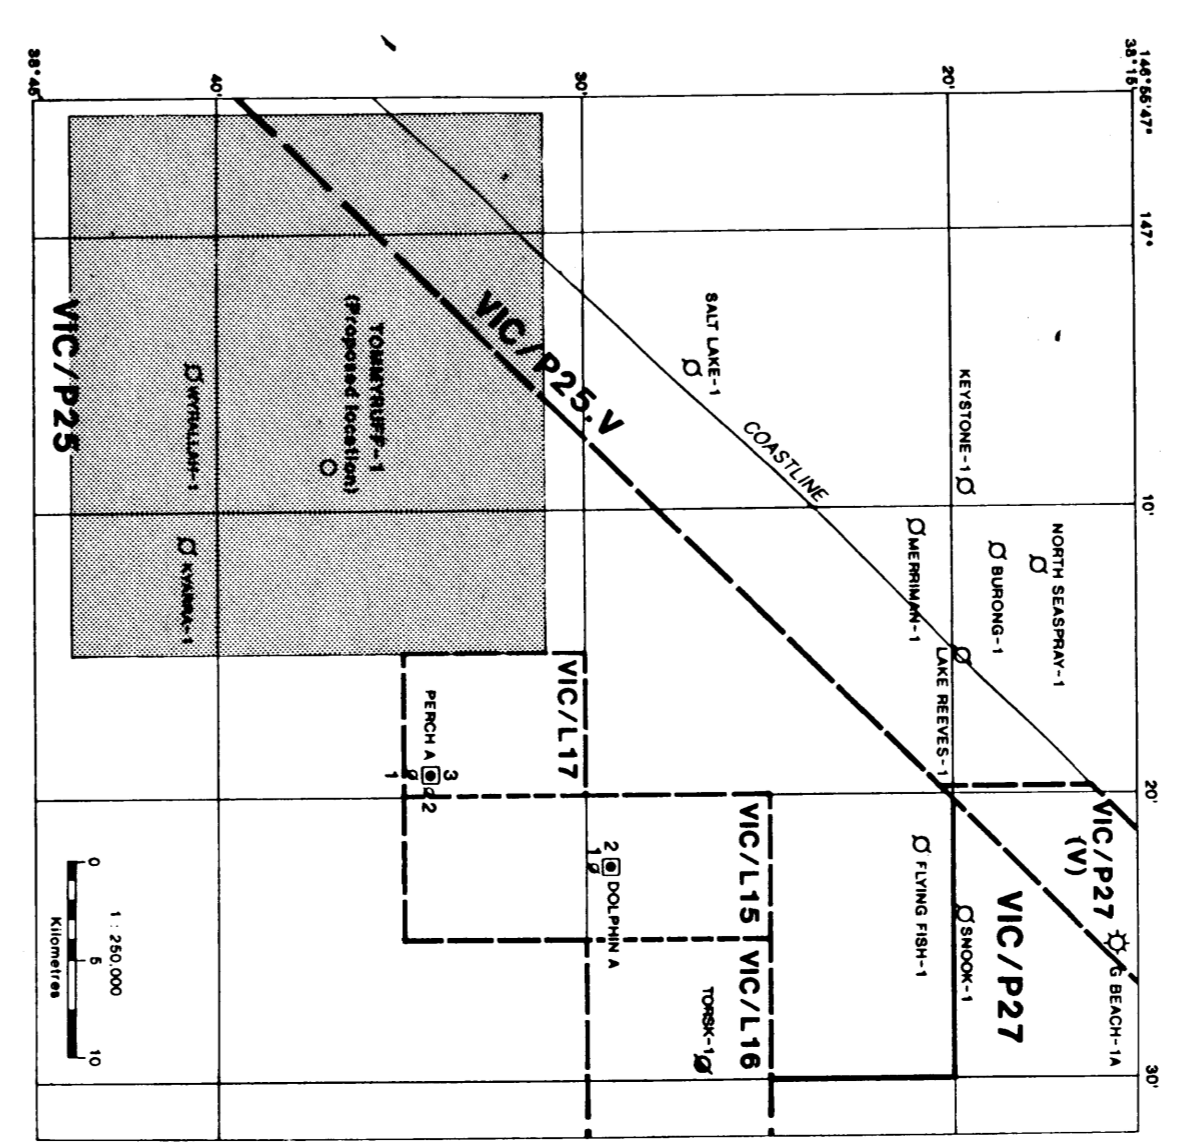 146°55'47"
38°15'
147°
10'
20'
30'
20'
30'
40'
38°45'
KEYSTONE-1
NORTH SEASPRAY-1
BURONG-1
MERRIMAN-1
LAKE REEVES-1
SALT LAKE-1
COASTLINE
VIC/P25.V
VIC/P27
(V)
G BEACH-1A
VIC/P27
SNOOK-1
FLYING FISH-1
VIC/L15
VIC/L16
TORSK-1
2
1
DOLPHIN A
VIC/L17
PERCH A
3
1
2
TOMMYRUFF-1
(Proposed location)
WYRALLAH-1
KYARRA-1
VIC/P25
1 : 250,000
0
5
10
Kilometres